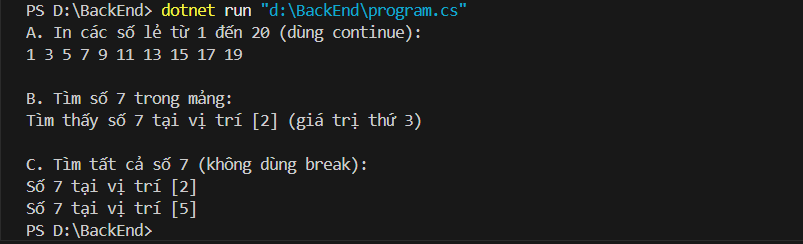 PS D:\BackEnd> dotnet run "d:\BackEnd\program.cs"
A. In các số lẻ từ 1 đến 20 (dùng continue):
1 3 5 7 9 11 13 15 17 19
B. Tìm số 7 trong mảng:
Tìm thấy số 7 tại vị trí [2] (giá trị thứ 3)
C. Tìm tất cả số 7 (không dùng break):
Số 7 tại vị trí [2]
Số 7 tại vị trí [5]
PS D:\BackEnd>